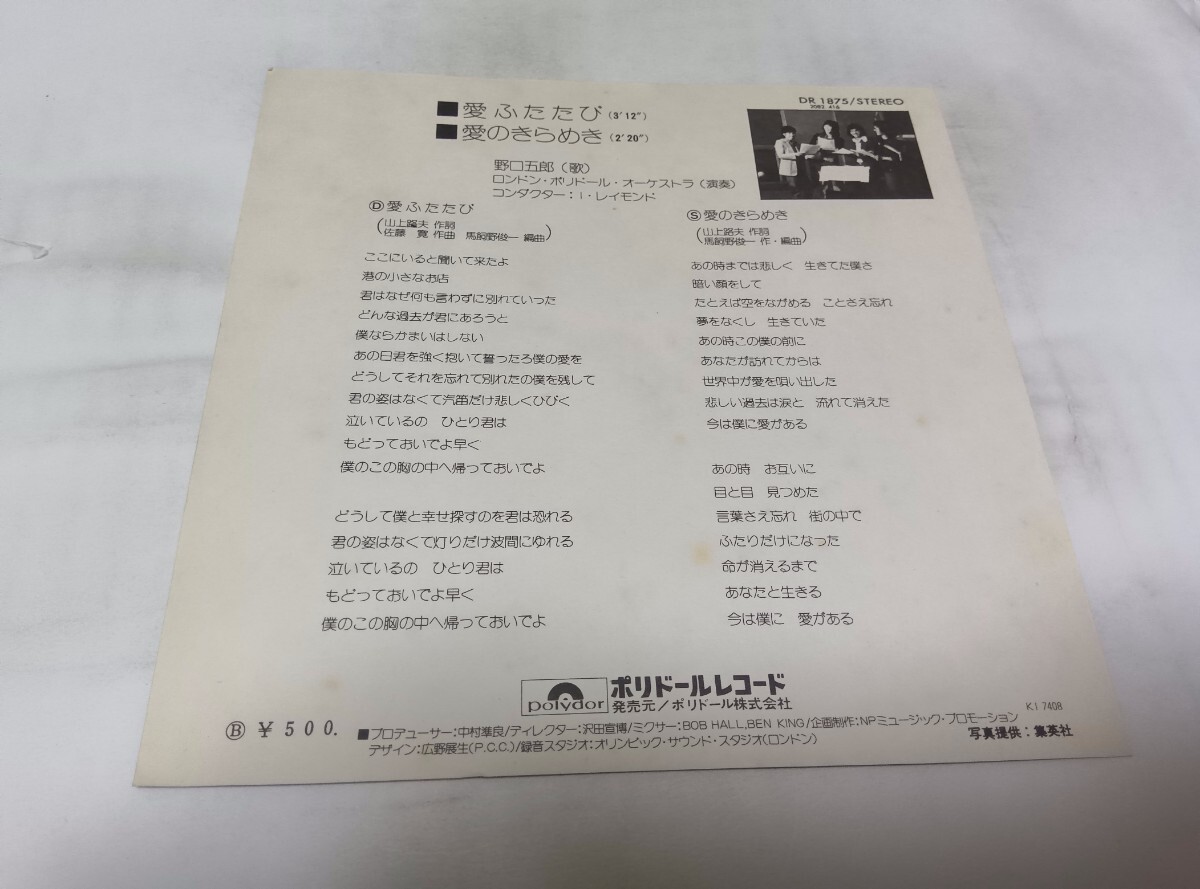 ■愛ふたたび(3'12")
■愛のきらめき(2'20")
DR 1875/STEREO
2083 418
野口五郎(歌)
ロンドン・ポリドール・オーケストラ(演奏)
コンダクター:I・レイモンド
Ⓓ愛ふたたび
(山上路夫 作詞
佐藤 寛 作曲 馬飼野俊一 編曲)
ここにいると聞いて来たよ
港の小さなお店
君はなぜ何も言わずに別れていった
どんな過去が君にあろうと
僕ならかまいはしない
あの日君を強く抱いて誓ったろ僕の愛を
どうしてそれを忘れて別れたの僕を残して
君の姿はなくて汽笛だけ悲しくひびく
泣いているの ひとり君は
もどっておいでよ早く
僕のこの胸の中へ帰っておいでよ
どうして僕と幸せ探すのを君は恐れる
君の姿はなくて灯りだけ波間にゆれる
泣いているの ひとり君は
もどっておいでよ早く
僕のこの胸の中へ帰っておいでよ
Ⓢ愛のきらめき
(山上路夫 作詞
馬飼野俊一 作・編曲)
あの時までは悲しく 生きてた僕さ
暗い顔をして
たとえば空をながめる ことさえ忘れ
夢をなくし 生きていた
あの時この僕の前に
あなたが訪れてからは
世界中が愛を唄い出した
悲しい過去は涙と 流れて消えた
今は僕に愛がある
あの時 お互いに
目と目 見つめた
言葉さえ忘れ 街の中で
ふたりだけになった
命が消えるまで
あなたと生きる
今は僕に 愛がある
polydor
ポリドールレコード
発売元/ポリドール株式会社
KI 7408
Ⓑ ¥500.
■プロデューサー:中村準良/ディレクター:沢田宣博/ミクサー:BOB HALL,BEN KING/企画制作:NPミュージック・プロモーション
デザイン:広野展生(P.C.C.)/録音スタジオ:オリンピック・サウンド・スタジオ(ロンドン)
写真提供:集英社